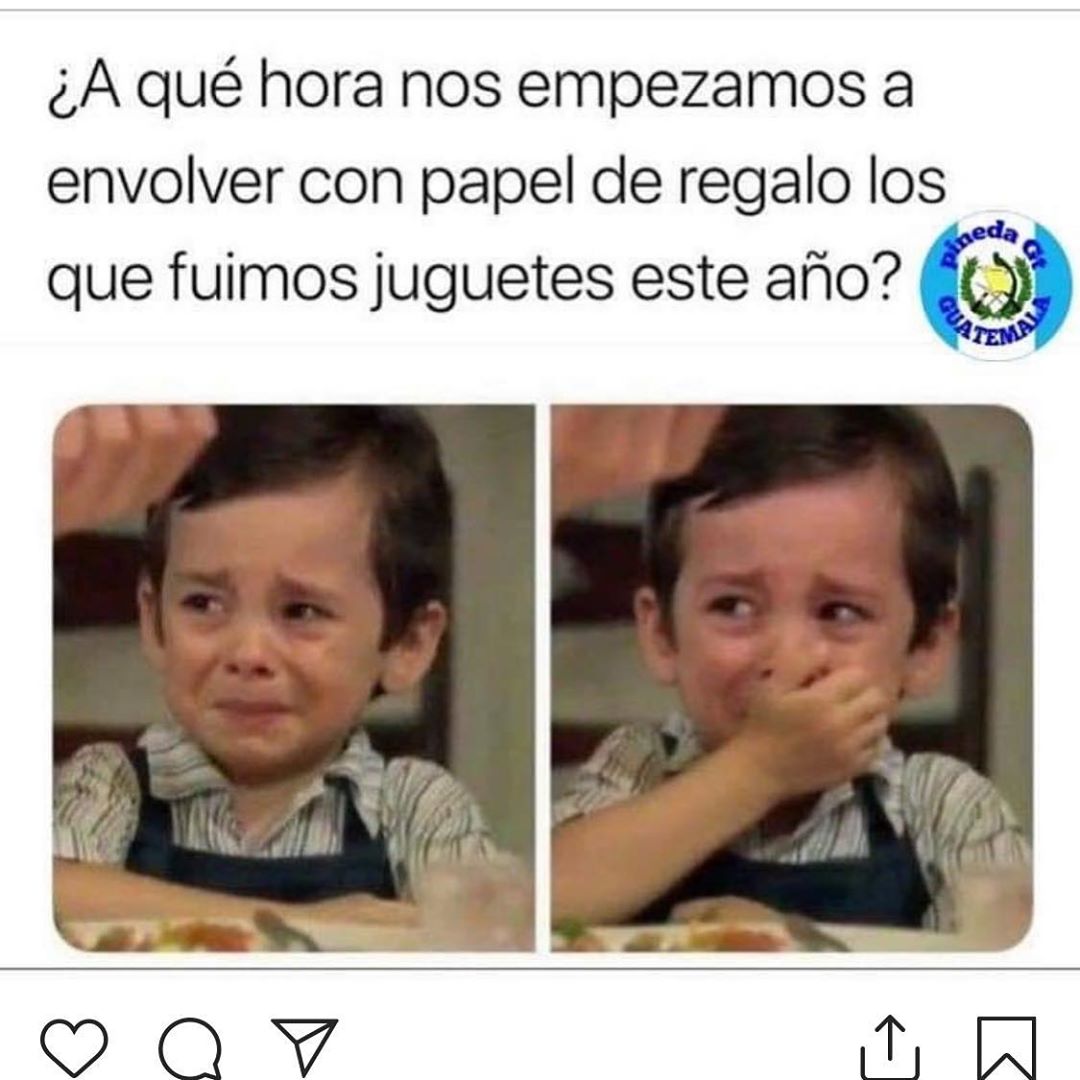 ¿A qué hora nos empezamos a
envolver con papel de regalo los
que fuimos juguetes este año?
pineda Gt
GUATEMALA